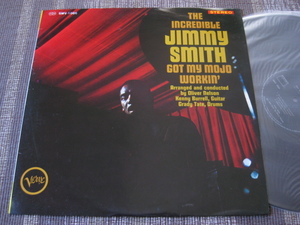 STEREO
THE
INCREDIBLE
JIMMY
SMITH
GOT MY MOJO
WORKIN'
Arranged and conducted
by Oliver Nelson
Kenny Burrell, Guitar
Grady Tate, Drums
Verve